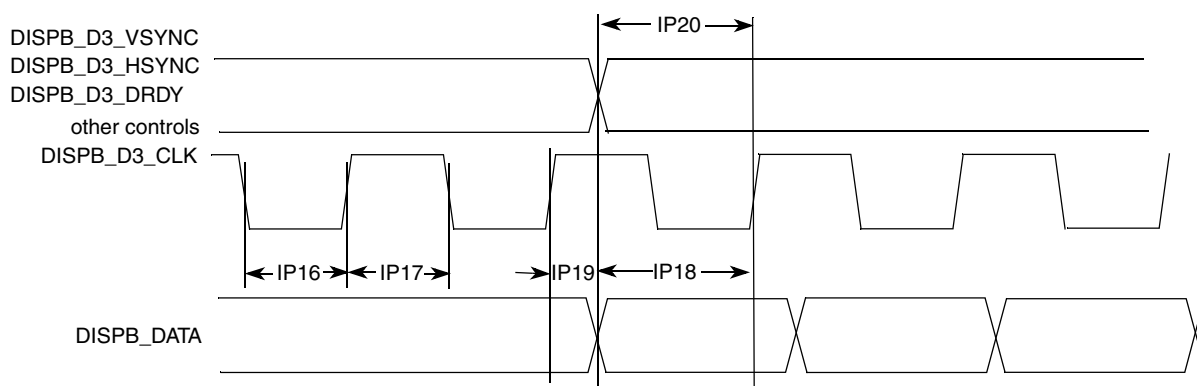 IP20
DISPB_D3_VSYNC
DISPB_D3_HSYNC
DISPB_D3_DRDY
other controls
DISPB_D3_CLK
IP16
IP17
IP19
IP18
DISPB_DATA